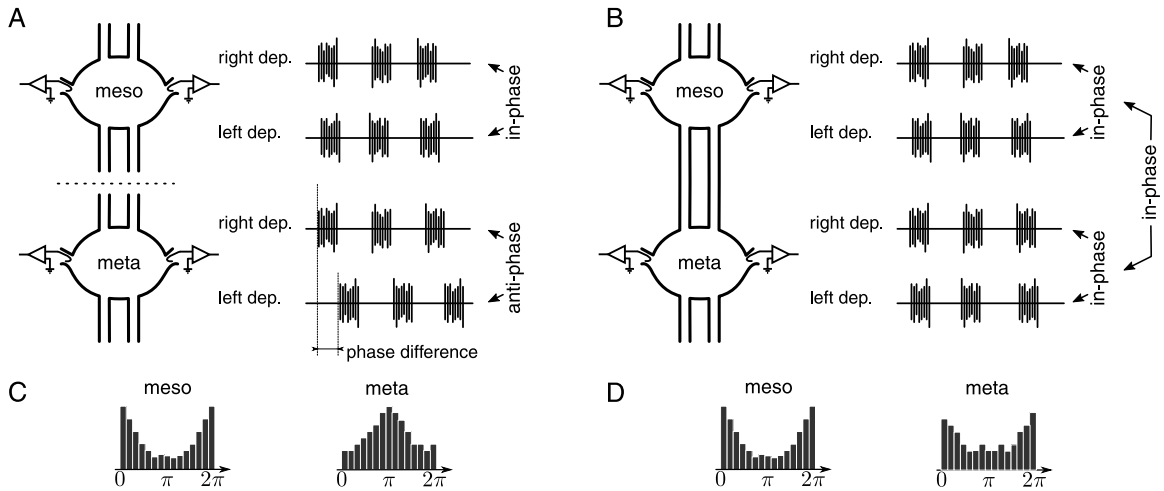 A
meso
right dep.
left dep.
in-phase
meta
right dep.
left dep.
anti-phase
phase difference
B
meso
right dep.
left dep.
in-phase
meta
right dep.
left dep.
in-phase
in-phase
C
meso
0 π 2π
meta
0 π 2π
D
meso
0 π 2π
meta
0 π 2π